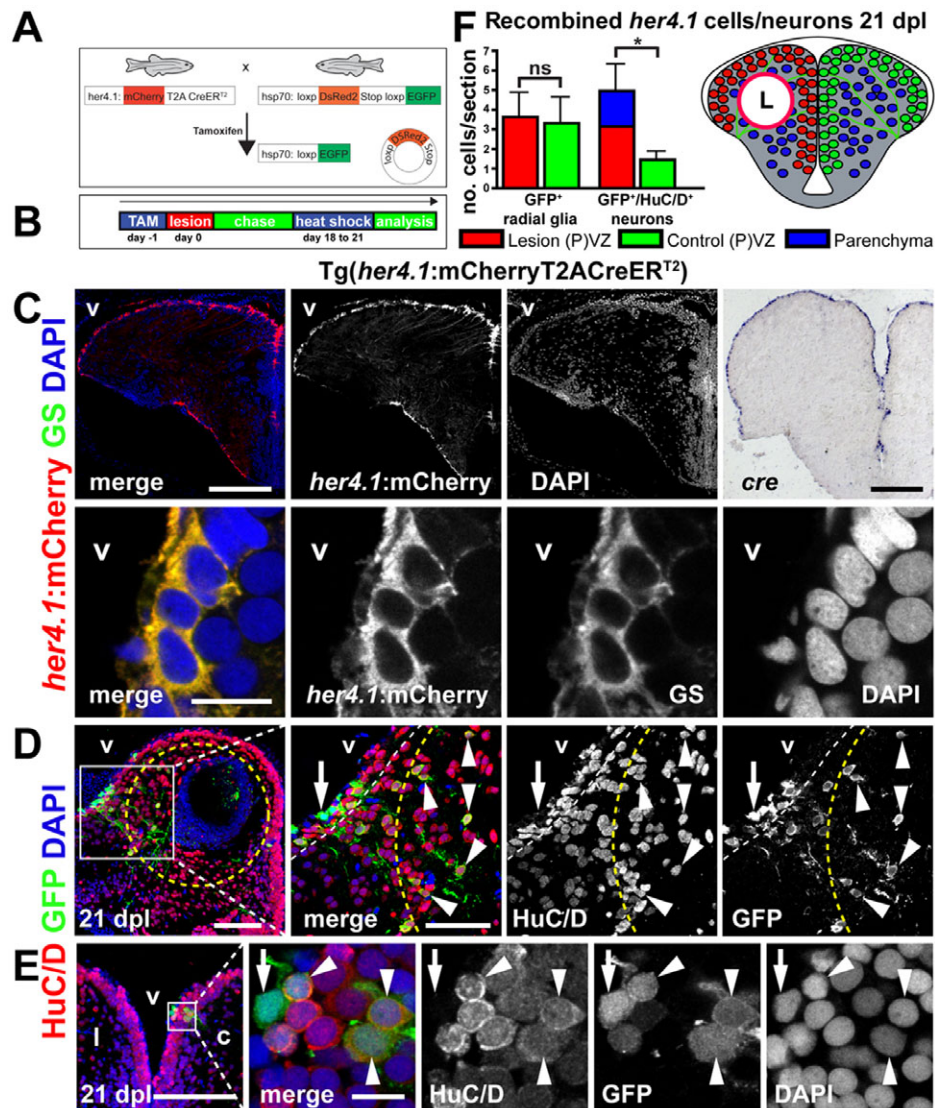 A
x
her4.1: mCherry T2A CreERT2
hsp70: loxp DsRed2 Stop loxp EGFP
Tamoxifen
hsp70: loxp EGFP
loxp DSRed2 Stop
B
TAM lesion chase heat shock analysis
day -1 day 0 day 18 to 21
F Recombined her4.1 cells/neurons 21 dpl
no. cells/section
7
6
5
4
3
2
1
0
ns
*
GFP+ radial glia
GFP+/HuC/D+ neurons
L
Lesion (P)VZ Control (P)VZ Parenchyma
Tg(her4.1:mCherryT2ACreERT2)
C
her4.1:mCherry GS DAPI
v v v
merge her4.1:mCherry DAPI cre
v v v v
merge her4.1:mCherry GS DAPI
D
HuC/D GFP DAPI
v v v v
21 dpl merge HuC/D GFP
E
v
l c
21 dpl merge HuC/D GFP DAPI